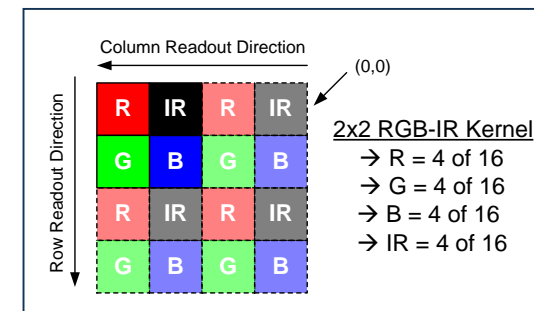 Column Readout Direction
(0,0)
Row Readout Direction
R IR R IR
G B G B
R IR R IR
G B G B
2x2 RGB-IR Kernel
→ R = 4 of 16
→ G = 4 of 16
→ B = 4 of 16
→ IR = 4 of 16